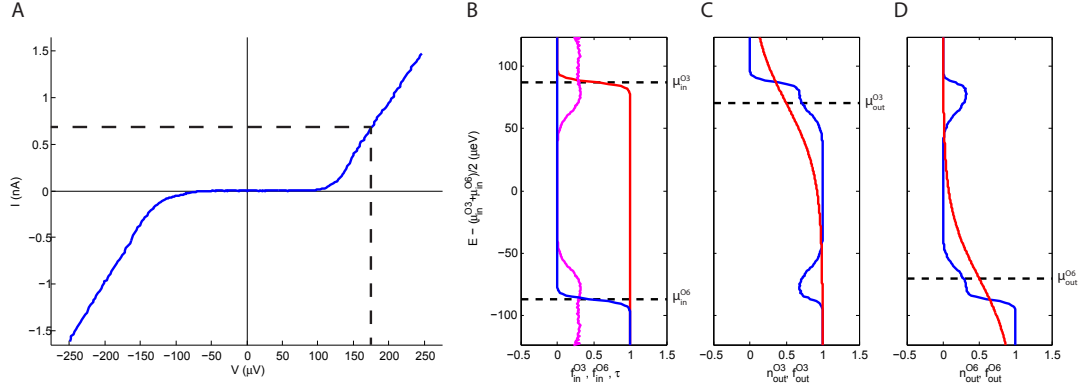 A
B
C
D
1.5
1
0.5
0
−0.5
−1
−1.5
I (nA)
−250 −200 −150 −100 −50 0 50 100 150 200 250
V (μV)
100
50
0
−50
−100
E − (μ_in^O3+μ_in^O6)/2 (μeV)
μ_in^O3
μ_in^O6
−0.5 0 0.5 1 1.5
f_in^O3, f_in^O6, τ
μ_out^O3
−0.5 0 0.5 1 1.5
n_out^O3, f_out^O3
μ_out^O6
−0.5 0 0.5 1 1.5
n_out^O6, f_out^O6